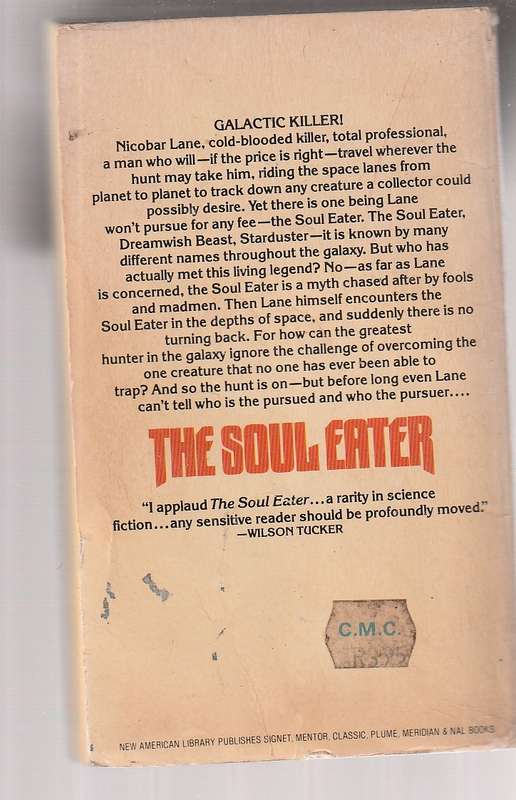 GALACTIC KILLER!
Nicobar Lane, cold-blooded killer, total professional,
a man who will—if the price is right—travel wherever the
hunt may take him, riding the space lanes from
planet to planet to track down any creature a collector could
possibly desire. Yet there is one being Lane
won't pursue for any fee—the Soul Eater. The Soul Eater,
Dreamwish Beast, Starduster—it is known by many
different names throughout the galaxy. But who has
actually met this living legend? No—as far as Lane
is concerned, the Soul Eater is a myth chased after by fools
and madmen. Then Lane himself encounters the
Soul Eater in the depths of space, and suddenly there is no
turning back. For how can the greatest
hunter in the galaxy ignore the challenge of overcoming the
one creature that no one has ever been able to
trap? And so the hunt is on—but before long even Lane
can't tell who is the pursued and who the pursuer....
THE SOUL EATER
"I applaud The Soul Eater...a rarity in science
fiction...any sensitive reader should be profoundly moved."
—WILSON TUCKER
C.M.C.
R395
NEW AMERICAN LIBRARY PUBLISHES SIGNET, MENTOR, CLASSIC, PLUME, MERIDIAN & NAL BOOKS